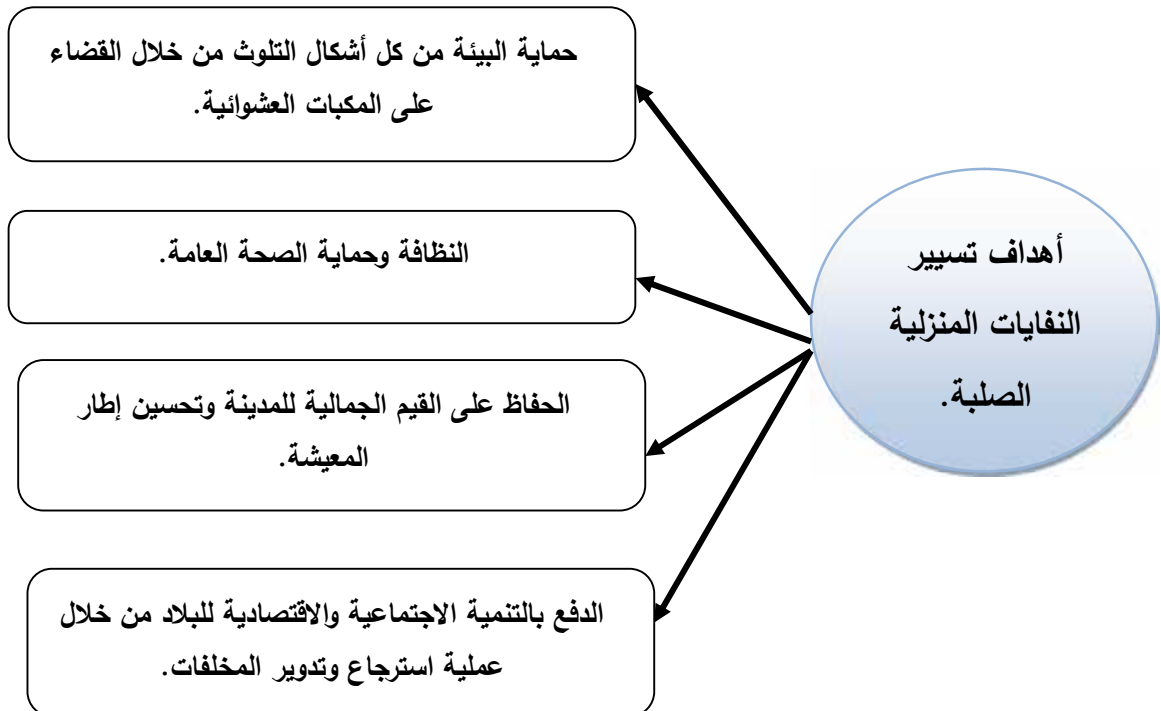 أهداف تسيير
النفايات المنزلية
الصلبة.
حماية البيئة من كل أشكال التلوث من خلال القضاء
على المكبات العشوائية.
النظافة وحماية الصحة العامة.
الحفاظ على القيم الجمالية للمدينة وتحسين إطار
المعيشة.
الدفع بالتنمية الاجتماعية والاقتصادية للبلاد من خلال
عملية استرجاع وتدوير المخلفات.